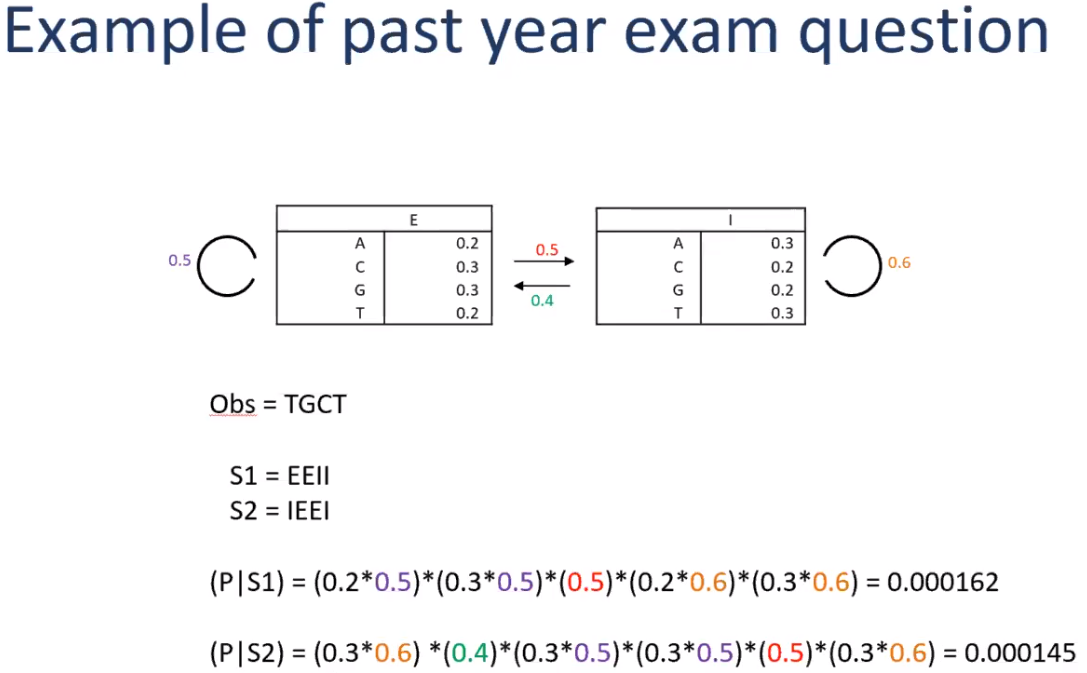 Example of past year exam question
E
I
A 0.2
A 0.3
0.5
0.5
C 0.3
C 0.2
0.6
G 0.3
G 0.2
0.4
T 0.2
T 0.3
Obs = TGCT
S1 = EEII
S2 = IEEI
(P|S1) = (0.2*0.5)*(0.3*0.5)*(0.5)*(0.2*0.6)*(0.3*0.6) = 0.000162
(P|S2) = (0.3*0.6) *(0.4)*(0.3*0.5)*(0.3*0.5)*(0.5)*(0.3*0.6) = 0.000145